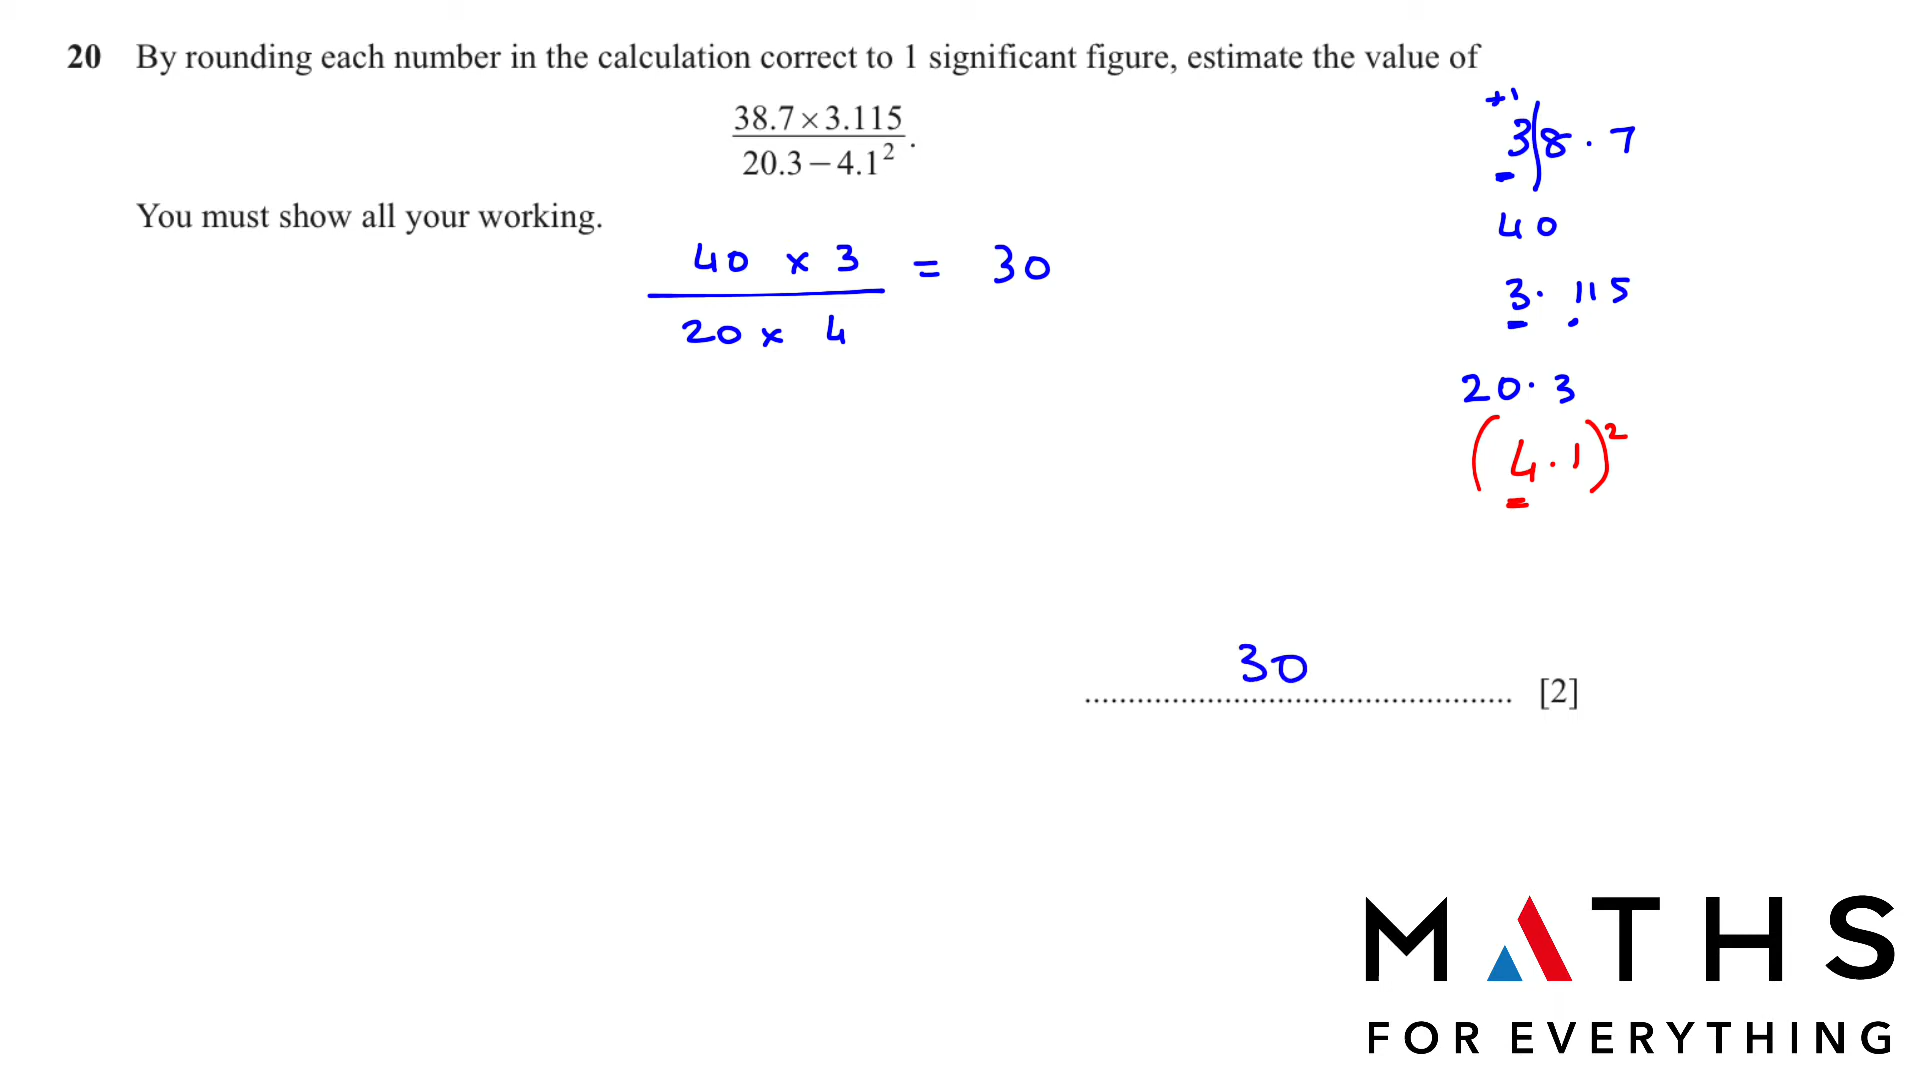 20 By rounding each number in the calculation correct to 1 significant figure, estimate the value of
38.7 × 3.115
20.3 − 4.1² .
You must show all your working.
40 x 3 = 30
20 x 4
+1
3|8.7
40
3.115
20.3
(4.1)²
30
................................................ [2]
MATHS
FOR EVERYTHING